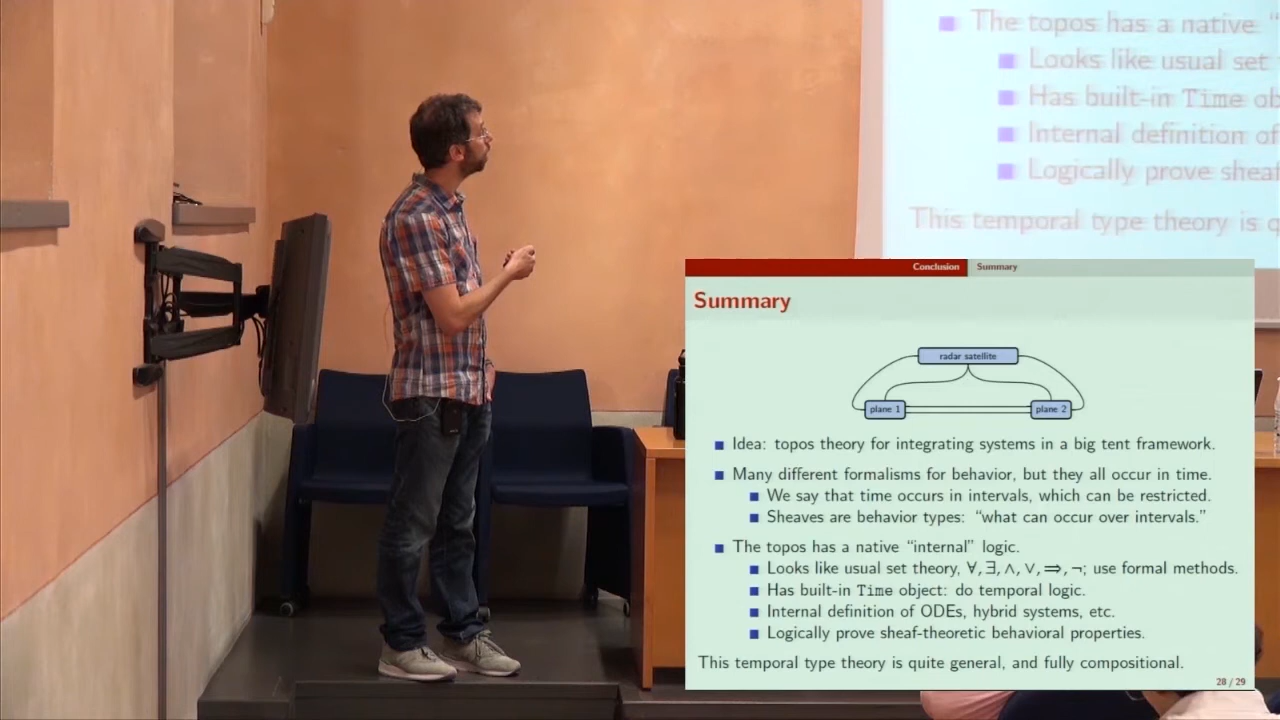 The topos has a native "
Looks like usual set
Has built-in Time ob
Internal definition of
Logically prove sheaf
This temporal type theory is q
Conclusion Summary
Summary
radar satellite
plane 1 plane 2
Idea: topos theory for integrating systems in a big tent framework.
Many different formalisms for behavior, but they all occur in time.
We say that time occurs in intervals, which can be restricted.
Sheaves are behavior types: "what can occur over intervals."
The topos has a native "internal" logic.
Looks like usual set theory, ∀, ∃, ∧, ∨, ⇒, ¬; use formal methods.
Has built-in Time object: do temporal logic.
Internal definition of ODEs, hybrid systems, etc.
Logically prove sheaf-theoretic behavioral properties.
This temporal type theory is quite general, and fully compositional.
28 / 29